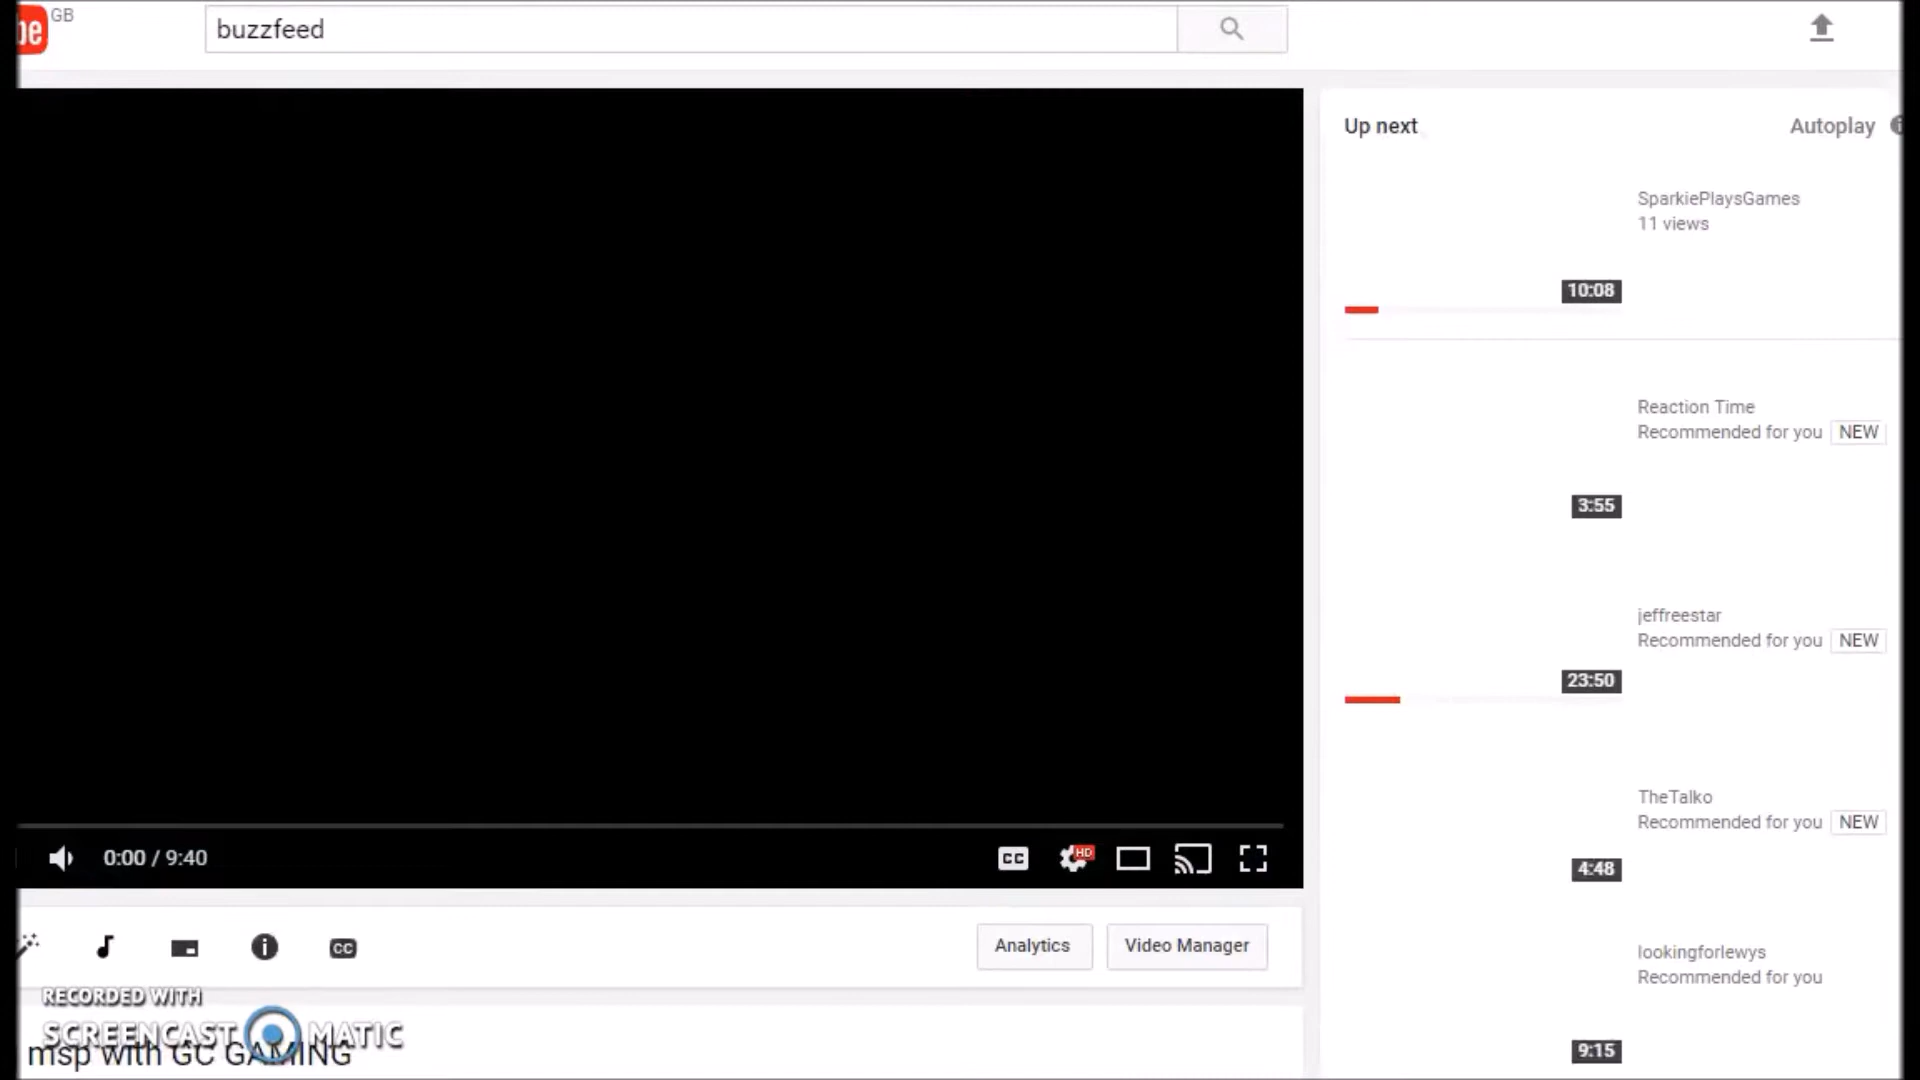 be GB
buzzfeed
Up next
Autoplay
SparkiePlaysGames
11 views
10:08
Reaction Time
Recommended for you NEW
3:55
jeffreestar
Recommended for you NEW
23:50
TheTalko
Recommended for you NEW
4:48
lookingforlewys
Recommended for you
9:15
0:00 / 9:40
CC
HD
CC
Analytics
Video Manager
RECORDED WITH
SCREENCAST MATIC
msp with GC GAMING